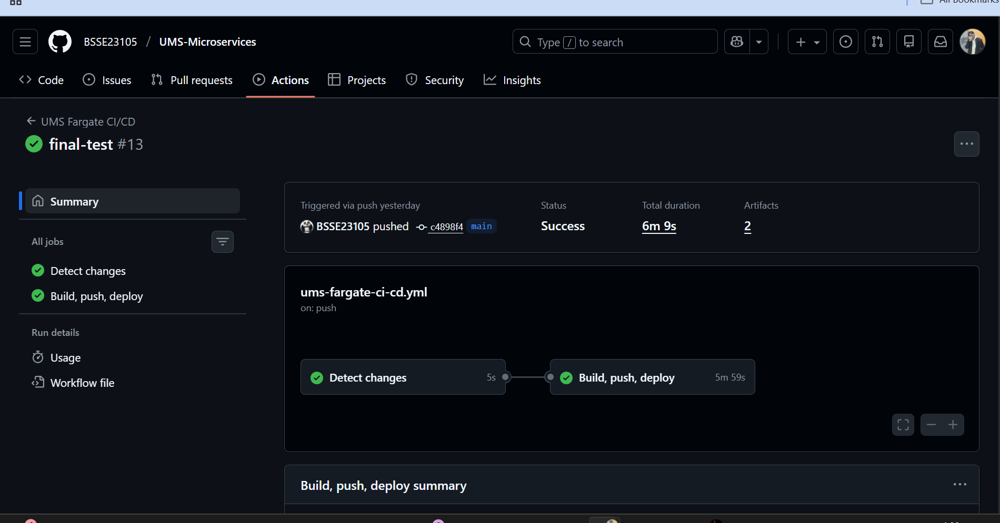 BSSE23105 / UMS-Microservices
Type / to search
Code
Issues
Pull requests
Actions
Projects
Security
Insights
UMS Fargate CI/CD
final-test #13
Summary
All jobs
Detect changes
Build, push, deploy
Run details
Usage
Workflow file
Triggered via push yesterday
BSSE23105 pushed c4898f4 main
Status
Success
Total duration
6m 9s
Artifacts
2
ums-fargate-ci-cd.yml
on: push
Detect changes 5s
Build, push, deploy 5m 59s
Build, push, deploy summary